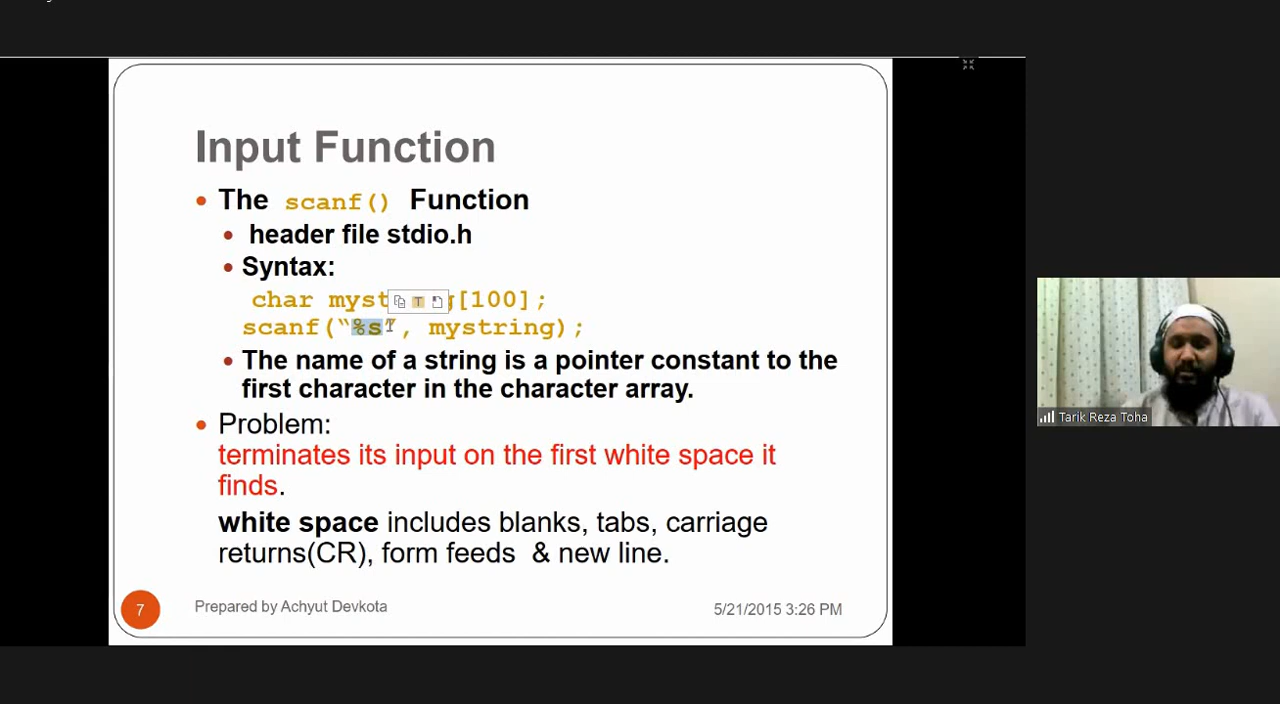 Input Function
• The scanf() Function
• header file stdio.h
• Syntax:
char myst g[100];
scanf(“%s”, mystring);
• The name of a string is a pointer constant to the
first character in the character array.
• Problem:
terminates its input on the first white space it
finds.
white space includes blanks, tabs, carriage
returns(CR), form feeds & new line.
7
Prepared by Achyut Devkota
5/21/2015 3:26 PM
Tarik Reza Toha